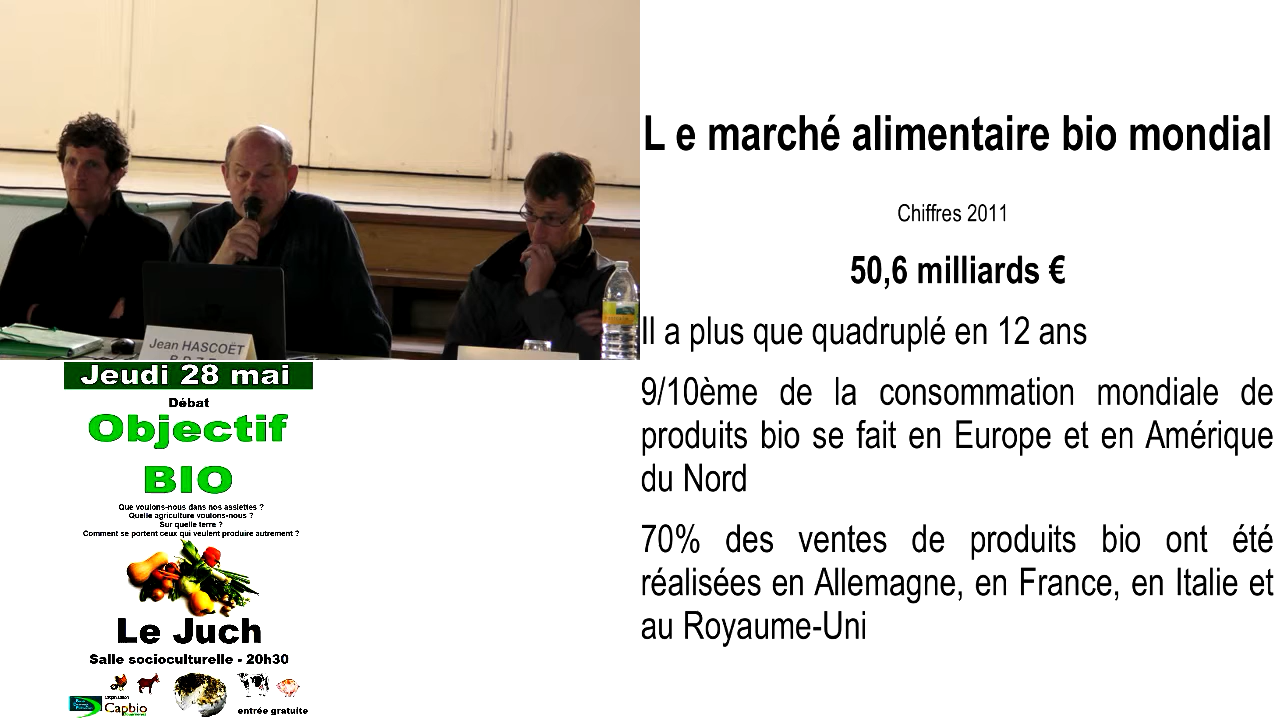 Jean HASCOËT
Jeudi 28 mai
Débat
Objectif
BIO
Que voulons-nous dans nos assiettes ?
Quelle agriculture voulons-nous ?
Sur quelle terre ?
Comment se portent ceux qui veulent produire autrement ?
Le Juch
Salle socioculturelle - 20h30
Capbio
entrée gratuite
L e marché alimentaire bio mondial
Chiffres 2011
50,6 milliards €
Il a plus que quadruplé en 12 ans
9/10ème de la consommation mondiale de
produits bio se fait en Europe et en Amérique
du Nord
70% des ventes de produits bio ont été
réalisées en Allemagne, en France, en Italie et
au Royaume-Uni